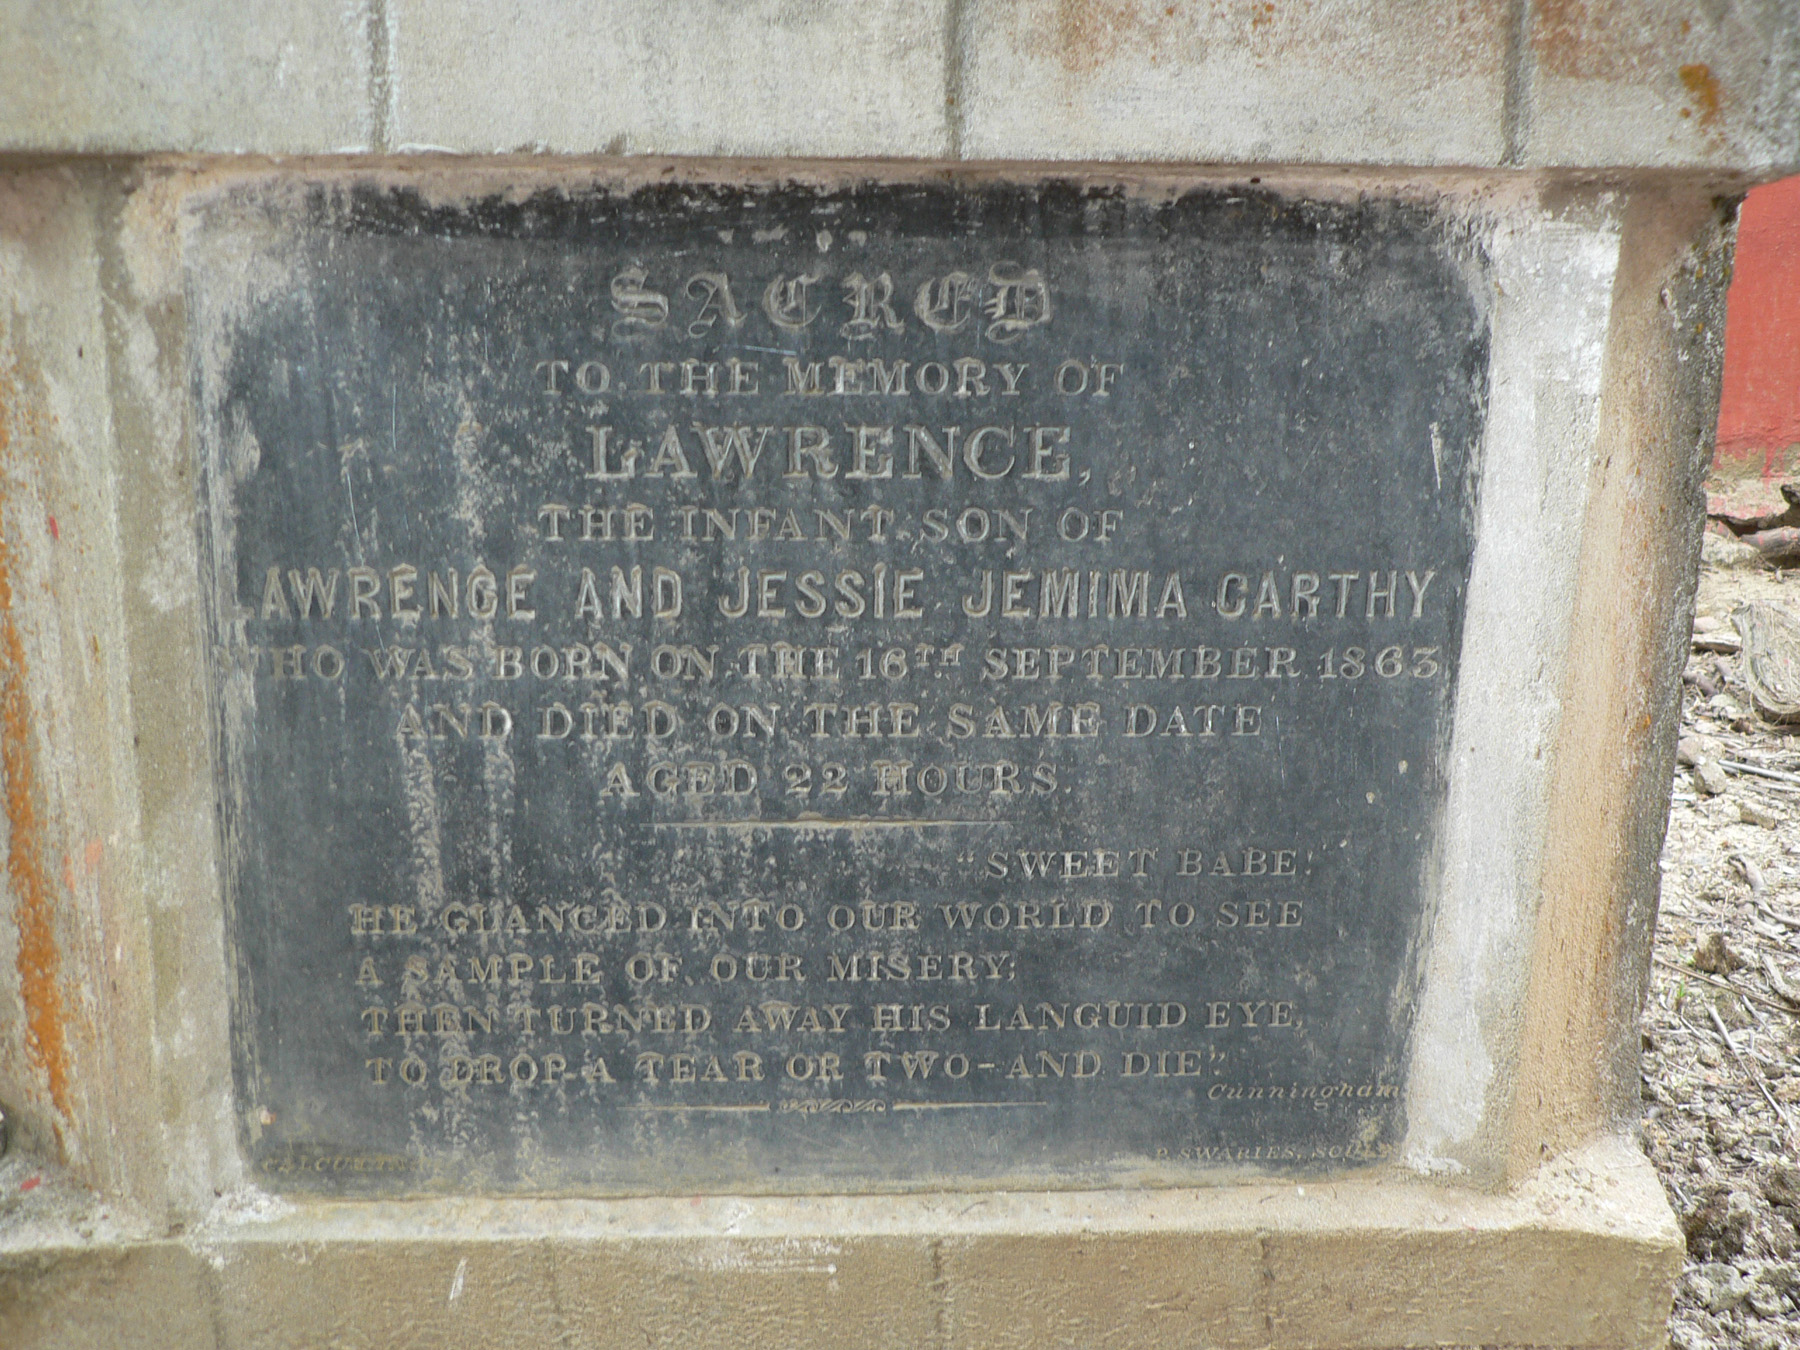 SACRED
TO THE MEMORY OF
LAWRENCE,
THE INFANT SON OF
AWRENCE AND JESSIE JEMIMA CARTHY
WHO WAS BORN ON THE 16TH SEPTEMBER 1863
AND DIED ON THE SAME DATE
AGED 22 HOURS.
"SWEET BABE!
HE GLANCED INTO OUR WORLD TO SEE
A SAMPLE OF OUR MISERY;
THEN TURNED AWAY HIS LANGUID EYE,
TO DROP A TEAR OR TWO-AND DIE"
Cunningham
P. SWARIES,